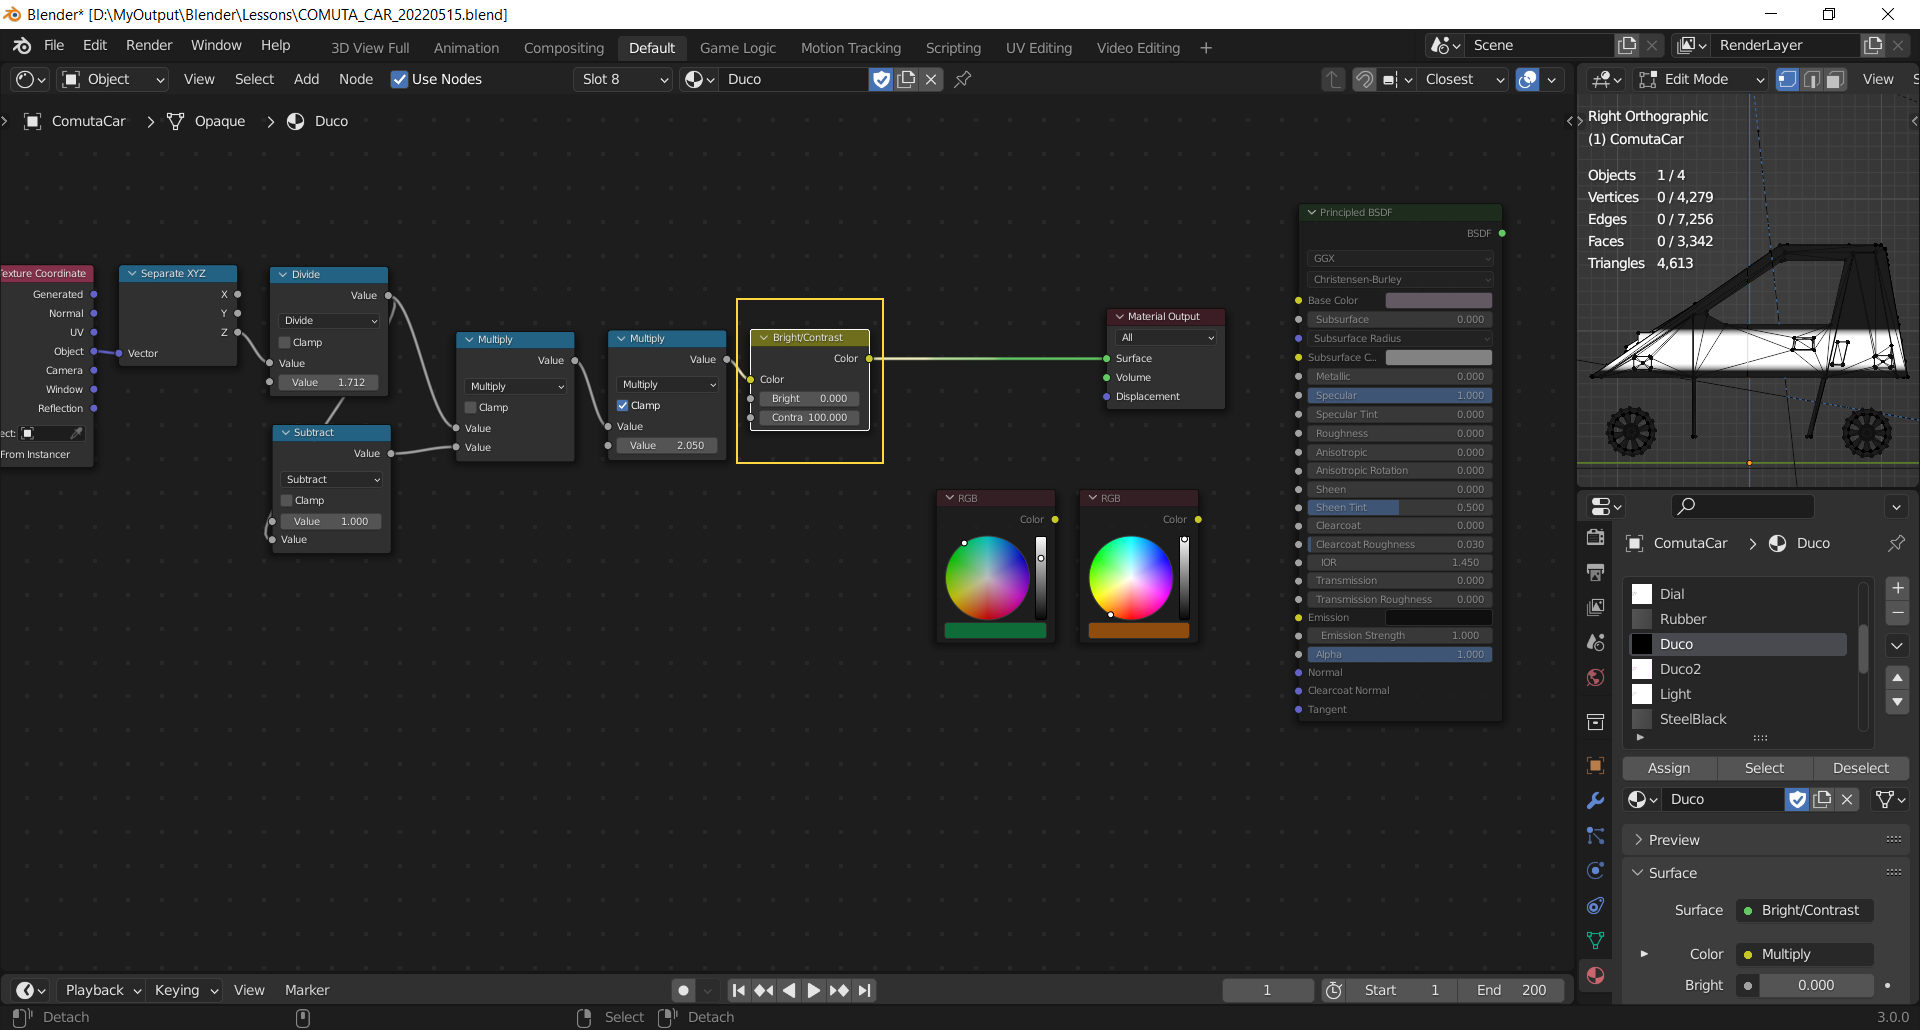 Blender* [D:\MyOutput\Blender\Lessons\COMUTA_CAR_20220515.blend]
File Edit Render Window Help 3D View Full Animation Compositing Default Game Logic Motion Tracking Scripting UV Editing Video Editing + Scene RenderLayer
Object View Select Add Node Use Nodes Slot 8 Duco Closest Edit Mode View S
ComutaCar > Opaque > Duco
Right Orthographic
(1) ComutaCar
Objects 1 / 4
Vertices 0 / 4,279
Edges 0 / 7,256
Faces 0 / 3,342
Triangles 4,613
exture Coordinate
Generated
Normal
UV
Object
Camera
Window
Reflection
ect:
From Instancer
Separate XYZ
X
Y
Z
Vector
Divide
Value
Divide
Clamp
Value
Value 1.712
Subtract
Value
Subtract
Clamp
Value 1.000
Value
Multiply
Value
Multiply
Clamp
Value
Value
Multiply
Value
Multiply
Clamp
Value
Value 2.050
Bright/Contrast
Color
Color
Bright 0.000
Contra 100.000
RGB
Color
RGB
Color
Material Output
All
Surface
Volume
Displacement
Principled BSDF
BSDF
GGX
Christensen-Burley
Base Color
Subsurface 0.000
Subsurface Radius
Subsurface C..
Metallic 0.000
Specular 1.000
Specular Tint 0.000
Roughness 0.000
Anisotropic 0.000
Anisotropic Rotation 0.000
Sheen 0.000
Sheen Tint 0.500
Clearcoat 0.000
Clearcoat Roughness 0.030
IOR 1.450
Transmission 0.000
Transmission Roughness 0.000
Emission
Emission Strength 1.000
Alpha 1.000
Normal
Clearcoat Normal
Tangent
ComutaCar > Duco
Dial
Rubber
Duco
Duco2
Light
SteelBlack
Assign Select Deselect
Duco
Preview
Surface
Surface Bright/Contrast
Color Multiply
Bright 0.000
Playback Keying View Marker 1 Start 1 End 200
Detach Select Detach 3.0.0